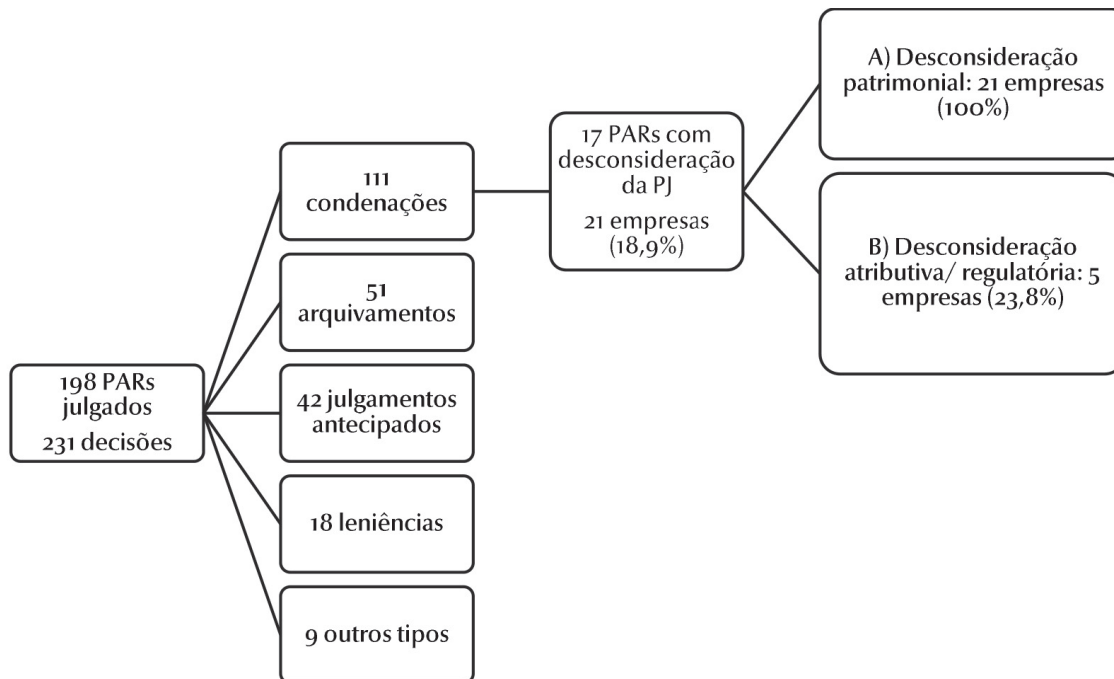 198 PARs
julgados
231 decisões
111
condenações
51
arquivamentos
42 julgamentos
antecipados
18 leniências
9 outros tipos
17 PARs com
desconsideração
da PJ
21 empresas
(18,9%)
A) Desconsideração
patrimonial: 21 empresas
(100%)
B) Desconsideração
atributiva/ regulatória: 5
empresas (23,8%)